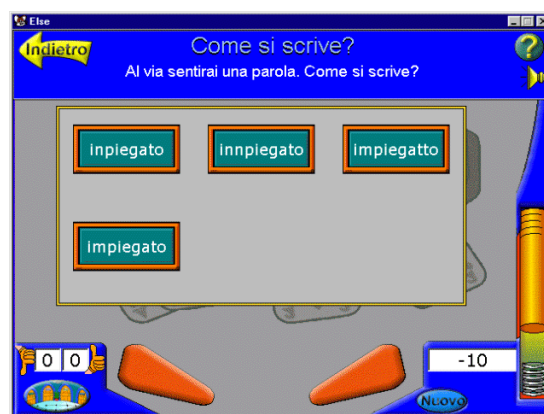 Else
Indietro
Come si scrive?
?
Al via sentirai una parola. Come si scrive?
inpiegato innpiegato impiegatto
impiegato
0 0
-10
NUOVO